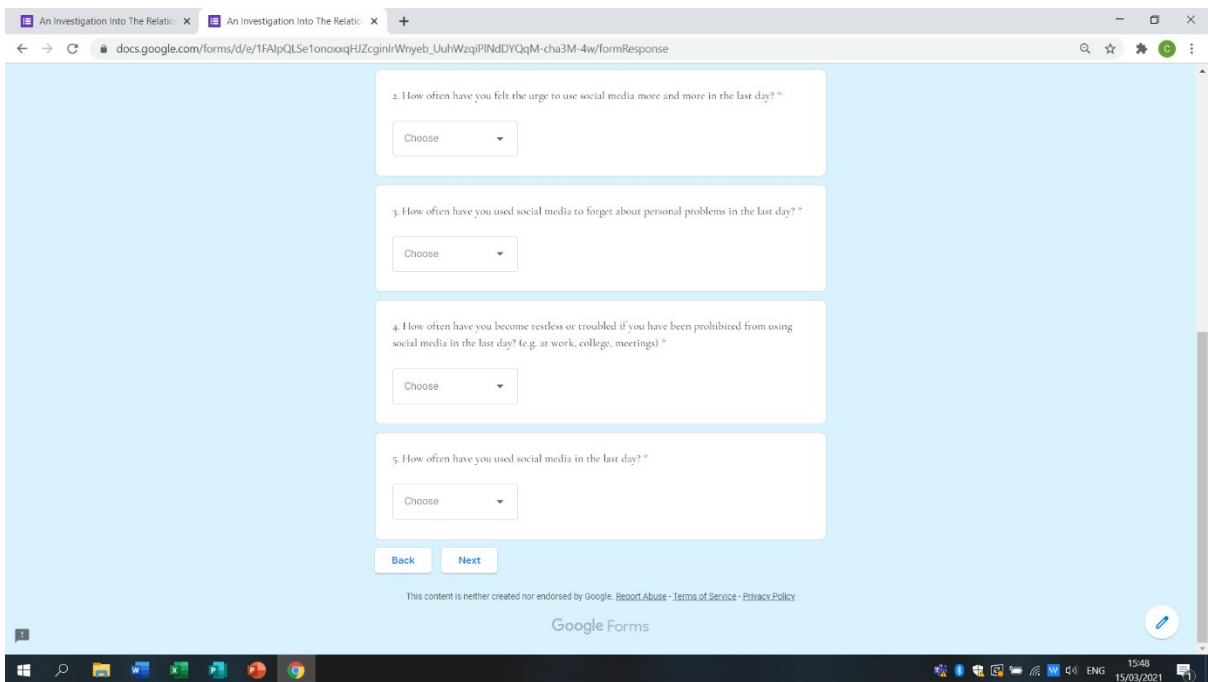 An Investigation Into The Relatio
An Investigation Into The Relatio
docs.google.com/forms/d/e/1FAIpQLSe1onoxxqHJZcginIrWnyeb_UuhWzqiPlNdDYQqM-cha3M-4w/formResponse
C
2. How often have you felt the urge to use social media more and more in the last day? *
Choose
3. How often have you used social media to forget about personal problems in the last day? *
Choose
4. How often have you become restless or troubled if you have been prohibited from using
social media in the last day? (e.g. at work, college, meetings) *
Choose
5. How often have you used social media in the last day? *
Choose
Back Next
This content is neither created nor endorsed by Google. Report Abuse - Terms of Service - Privacy Policy
Google Forms
ENG
15:48
15/03/2021